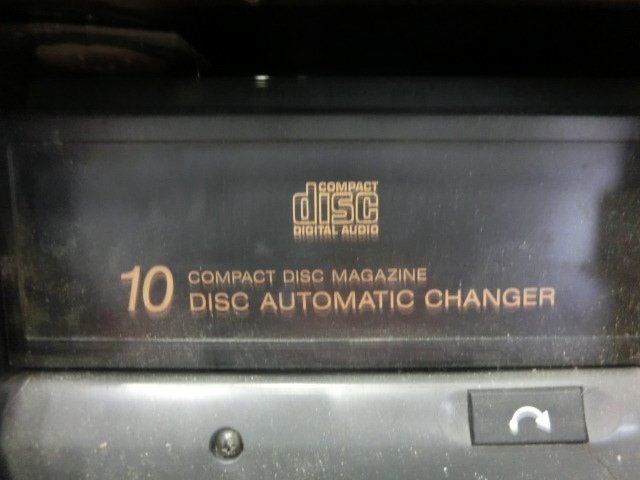 COMPACT
disc
DIGITAL AUDIO
10 COMPACT DISC MAGAZINE
DISC AUTOMATIC CHANGER